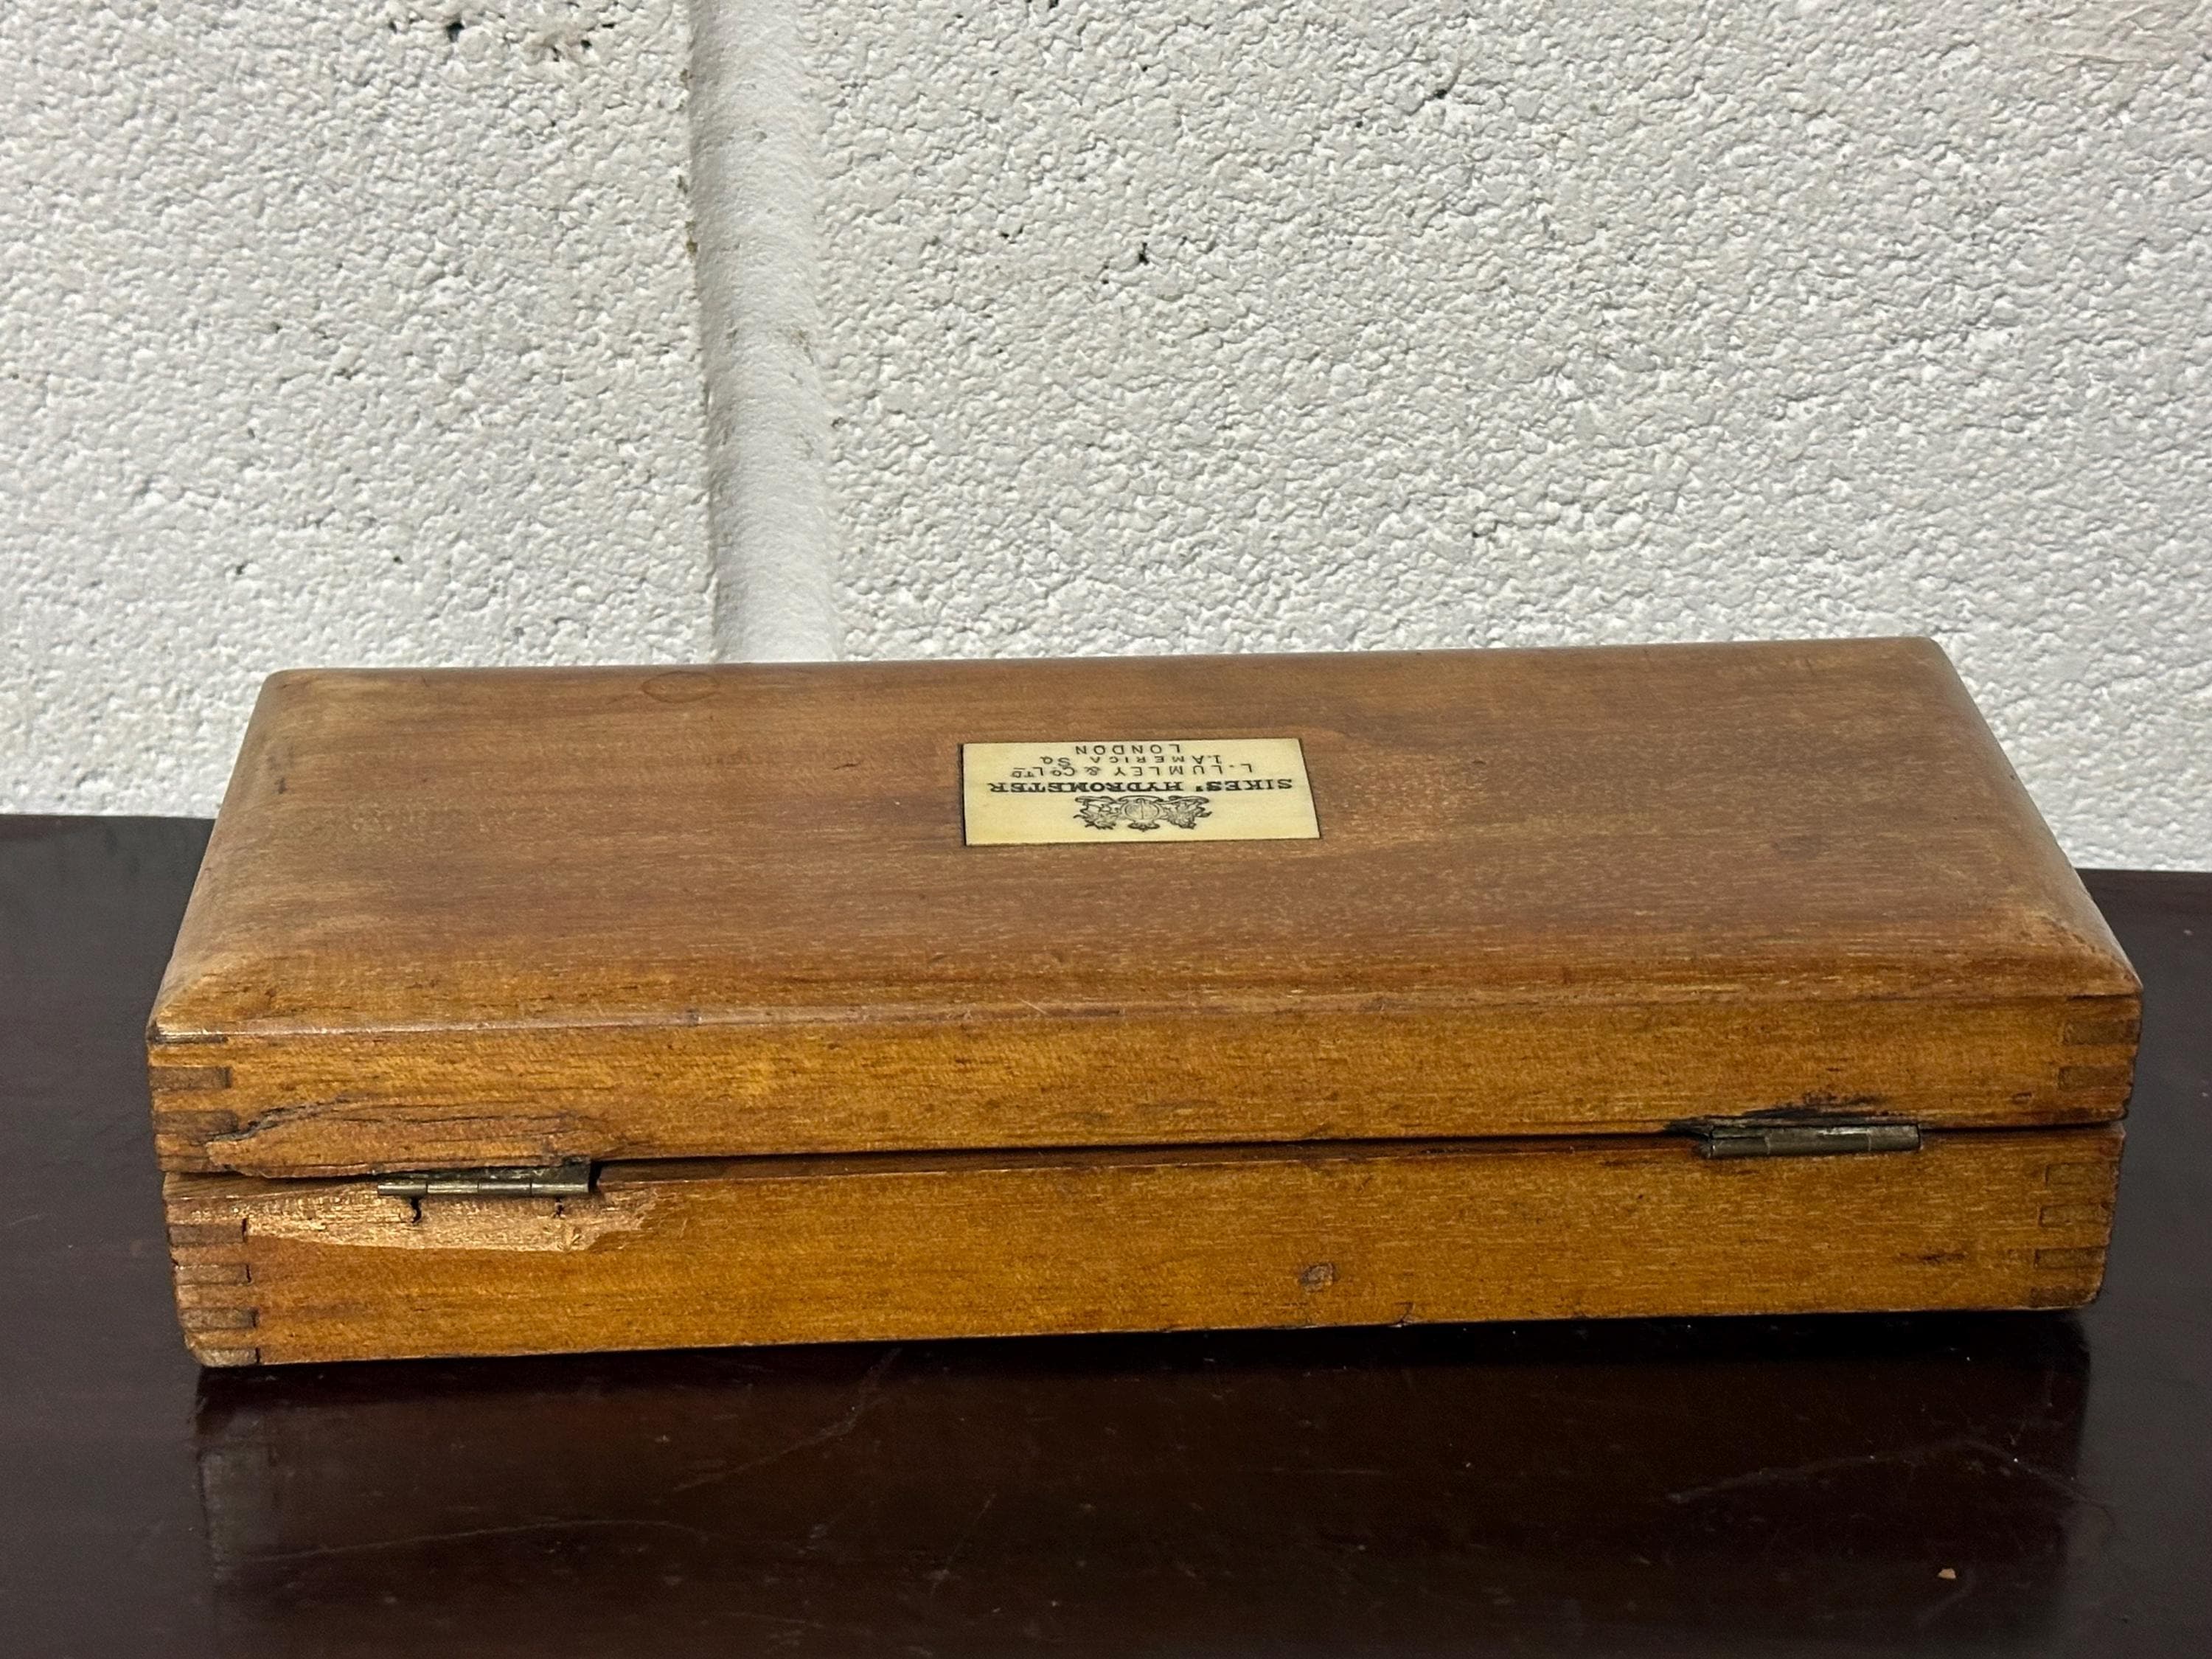 SIKES' HYDROMETER
L. LUMLEY & CO LTD
1. AMERICA SQ
LONDON